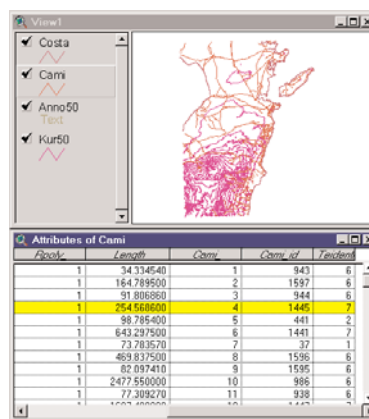 View1
Costa
Cami
Anno50
Text
Kur50
Attributes of Cami
Rpoly_ Length Cami_ Cami_id Teidenti
1 34.334540 1 943 6
1 164.789500 2 1597 6
1 91.806860 3 944 6
1 254.568600 4 1445 7
1 98.785400 5 441 2
1 643.297500 6 1441 7
1 73.783570 7 37 1
1 469.837500 8 1596 6
1 82.097410 9 1595 6
1 2477.550000 10 986 6
1 77.309270 11 938 6